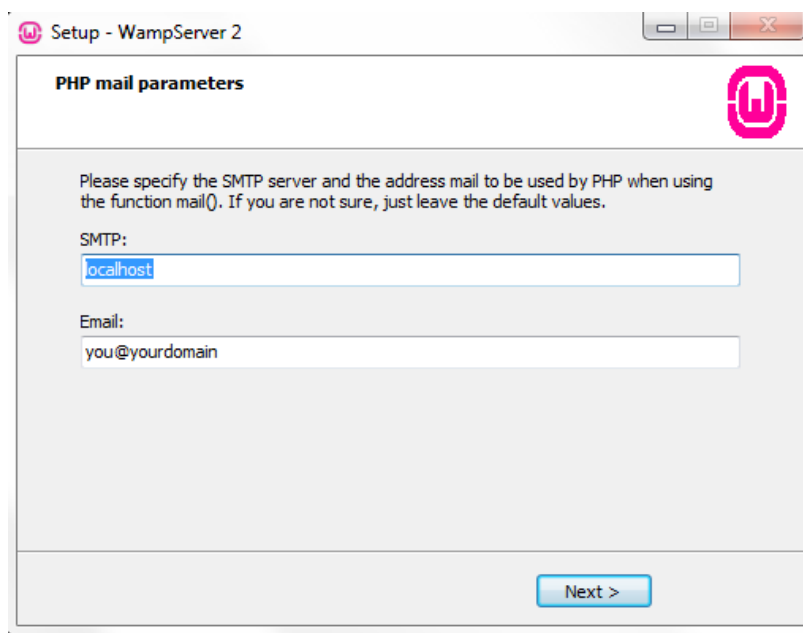 Setup - WampServer 2
PHP mail parameters
Please specify the SMTP server and the address mail to be used by PHP when using
the function mail(). If you are not sure, just leave the default values.
SMTP:
localhost
Email:
you@yourdomain
Next >